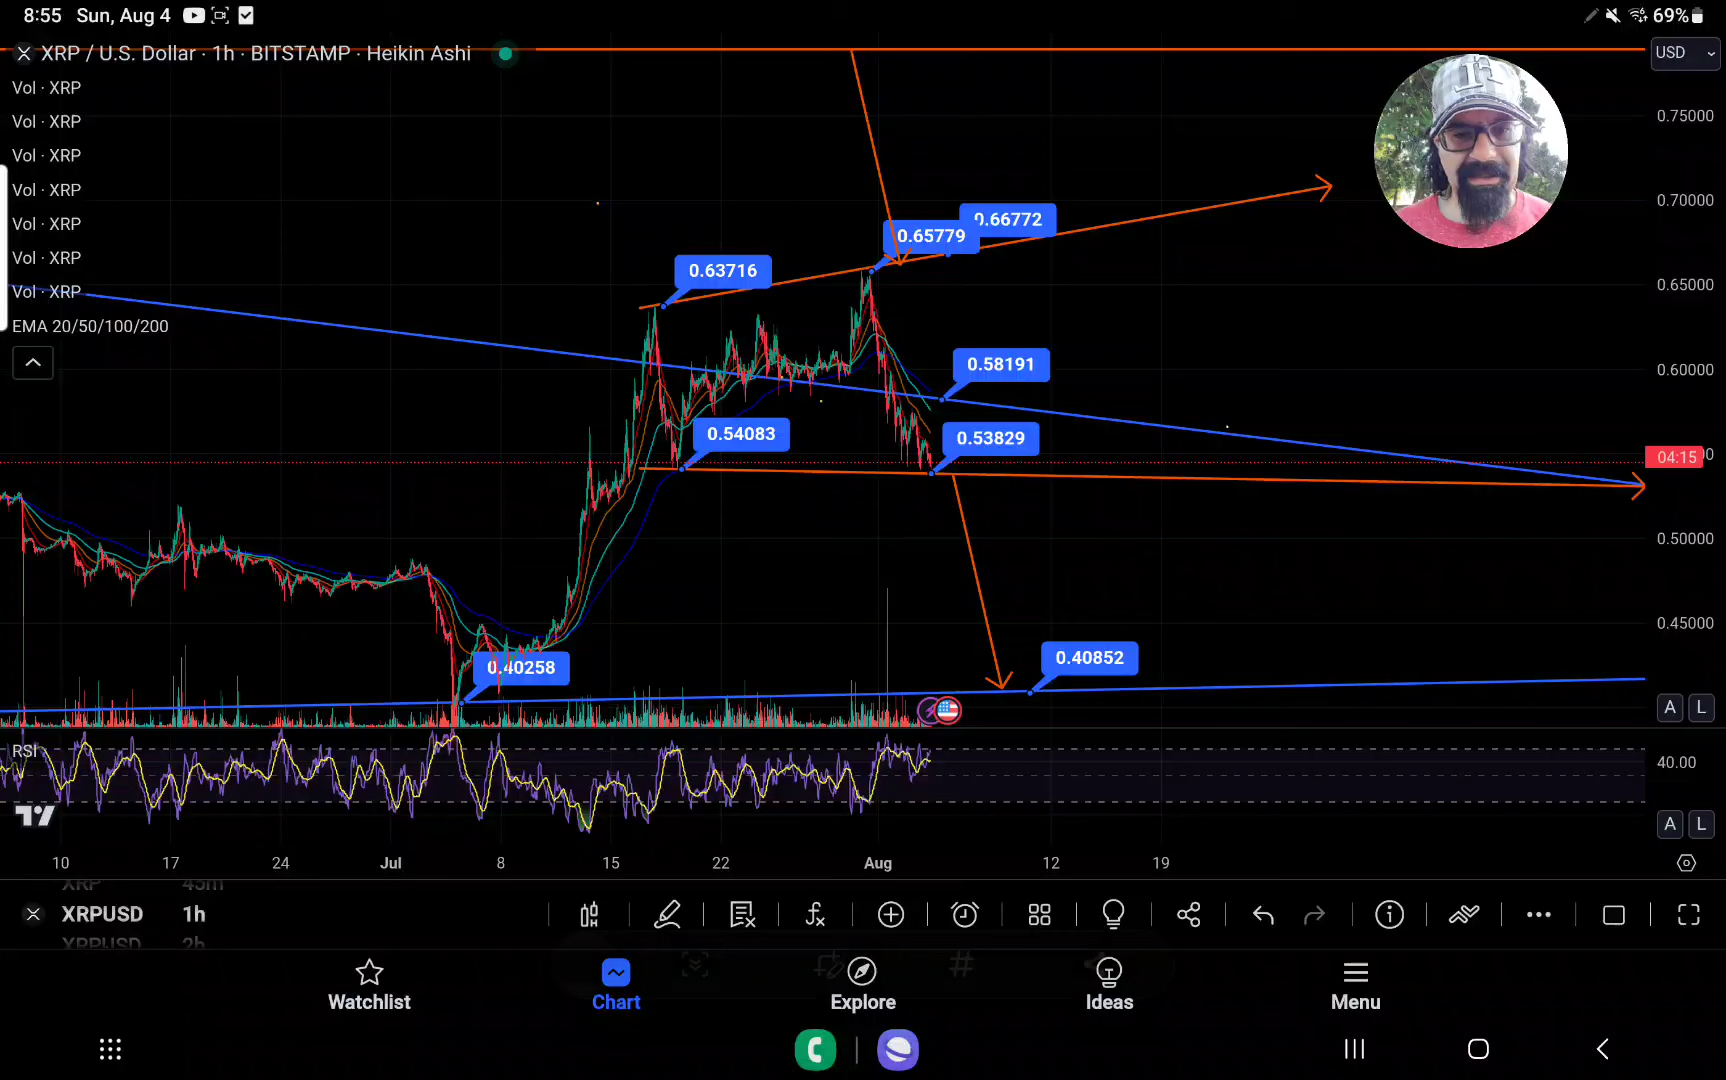 8:55 Sun, Aug 4
69%
XRP / U.S. Dollar · 1h · BITSTAMP · Heikin Ashi
USD
Vol · XRP
Vol · XRP
Vol · XRP
Vol · XRP
Vol · XRP
Vol · XRP
Vol · XRP
EMA 20/50/100/200
0.75000
0.70000
0.65000
0.60000
04:15
0.50000
0.45000
0.66772
0.65779
0.63716
0.58191
0.54083
0.53829
0.40258
0.40852
A L
RSI
40.00
A L
10 17 24 Jul 8 15 22 Aug 12 19
XRP 45m
XRPUSD 1h
XRPUSD 2h
Watchlist
Chart
Explore
Ideas
Menu